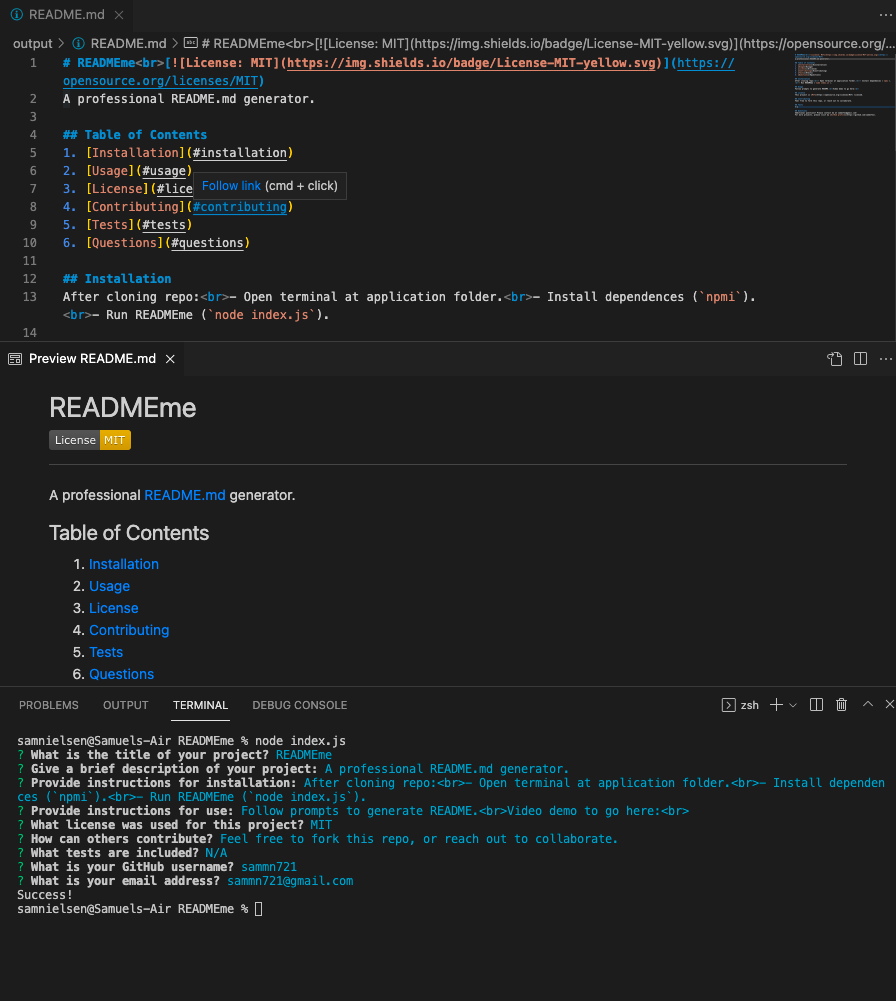 README.md
output > README.md > # READMEme<br>[![License: MIT](https://img.shields.io/badge/License-MIT-yellow.svg)](https://opensource.org/...
1 # READMEme<br>[![License: MIT](https://img.shields.io/badge/License-MIT-yellow.svg)](https://
opensource.org/licenses/MIT)
2 A professional README.md generator.
3
4 ## Table of Contents
5 1. [Installation](#installation)
6 2. [Usage](#usage)
7 3. [License](#lice
Follow link (cmd + click)
8 4. [Contributing](#contributing)
9 5. [Tests](#tests)
10 6. [Questions](#questions)
11
12 ## Installation
13 After cloning repo:<br>- Open terminal at application folder.<br>- Install dependences (`npmi`).
<br>- Run READMEme (`node index.js`).
14
Preview README.md
READMEme
License MIT
A professional README.md generator.
Table of Contents
1. Installation
2. Usage
3. License
4. Contributing
5. Tests
6. Questions
PROBLEMS OUTPUT TERMINAL DEBUG CONSOLE zsh
samnielsen@Samuels-Air READMEme % node index.js
? What is the title of your project? READMEme
? Give a brief description of your project: A professional README.md generator.
? Provide instructions for installation: After cloning repo:<br>- Open terminal at application folder.<br>- Install dependen
ces (`npmi`).<br>- Run READMEme (`node index.js`).
? Provide instructions for use: Follow prompts to generate README.<br>Video demo to go here:<br>
? What license was used for this project? MIT
? How can others contribute? Feel free to fork this repo, or reach out to collaborate.
? What tests are included? N/A
? What is your GitHub username? sammn721
? What is your email address? sammn721@gmail.com
Success!
samnielsen@Samuels-Air READMEme %